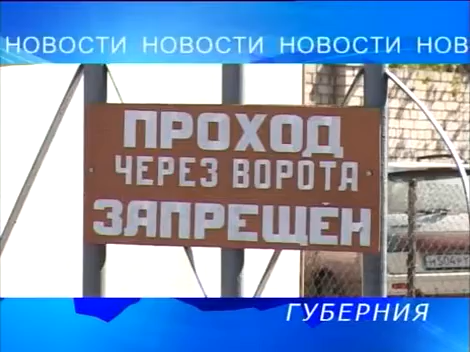 НОВОСТИ НОВОСТИ НОВОСТИ НОВ
ПРОХОД
ЧЕРЕЗ ВОРОТА
ЗАПРЕЩЕН
ГУБЕРНИЯ